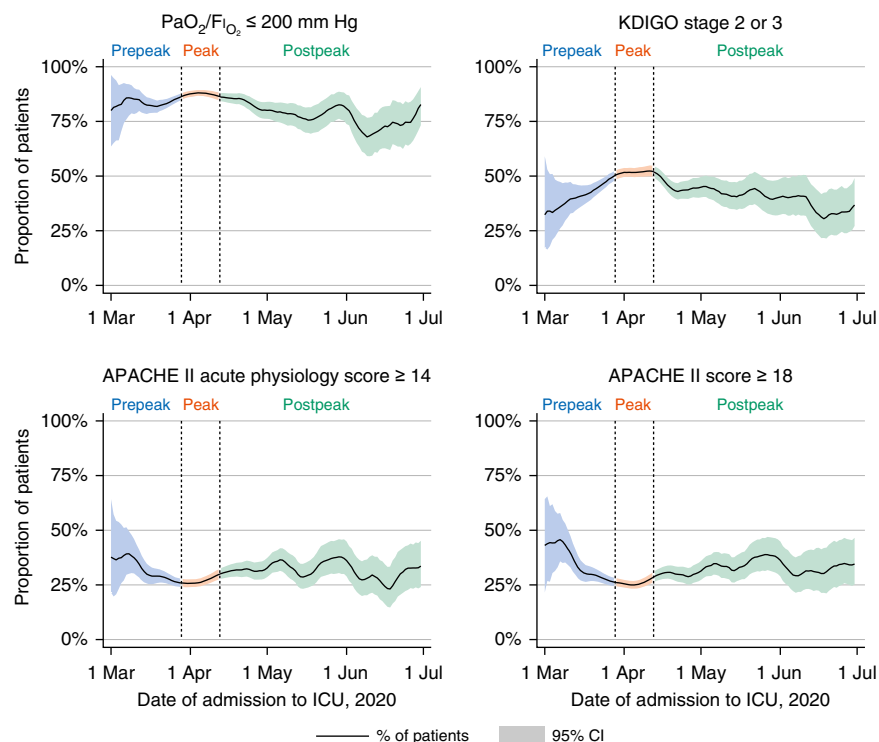 PaO2/FIO2 ≤ 200 mm Hg
Prepeak Peak Postpeak
100%
75%
50%
25%
0%
Proportion of patients
1 Mar 1 Apr 1 May 1 Jun 1 Jul
KDIGO stage 2 or 3
Prepeak Peak Postpeak
100%
75%
50%
25%
0%
1 Mar 1 Apr 1 May 1 Jun 1 Jul
APACHE II acute physiology score ≥ 14
Prepeak Peak Postpeak
100%
75%
50%
25%
0%
Proportion of patients
1 Mar 1 Apr 1 May 1 Jun 1 Jul
Date of admission to ICU, 2020
APACHE II score ≥ 18
Prepeak Peak Postpeak
100%
75%
50%
25%
0%
1 Mar 1 Apr 1 May 1 Jun 1 Jul
Date of admission to ICU, 2020
% of patients 95% CI